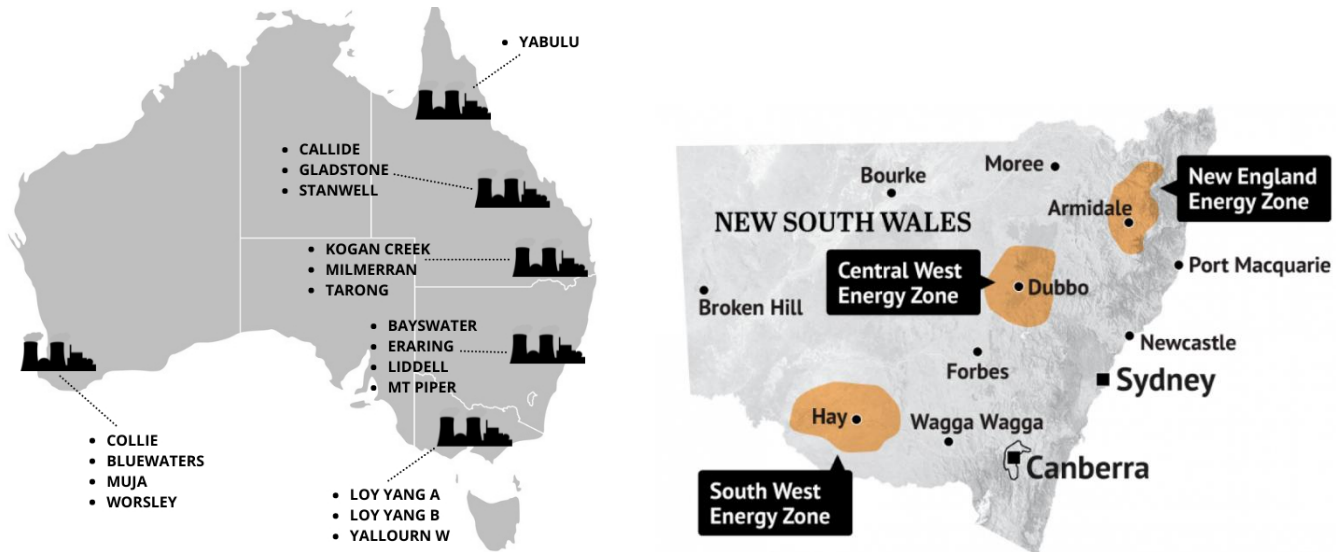 YABULU
CALLIDE
GLADSTONE
STANWELL
KOGAN CREEK
MILMERRAN
TARONG
BAYSWATER
ERARING
LIDDELL
MT PIPER
COLLIE
BLUEWATERS
MUJA
WORSLEY
LOY YANG A
LOY YANG B
YALLOURN W
Moree
Bourke
New England
Energy Zone
Armidale
NEW SOUTH WALES
Central West
Energy Zone
Port Macquarie
Dubbo
Broken Hill
Newcastle
Forbes
Sydney
Hay
Wagga Wagga
Canberra
South West
Energy Zone